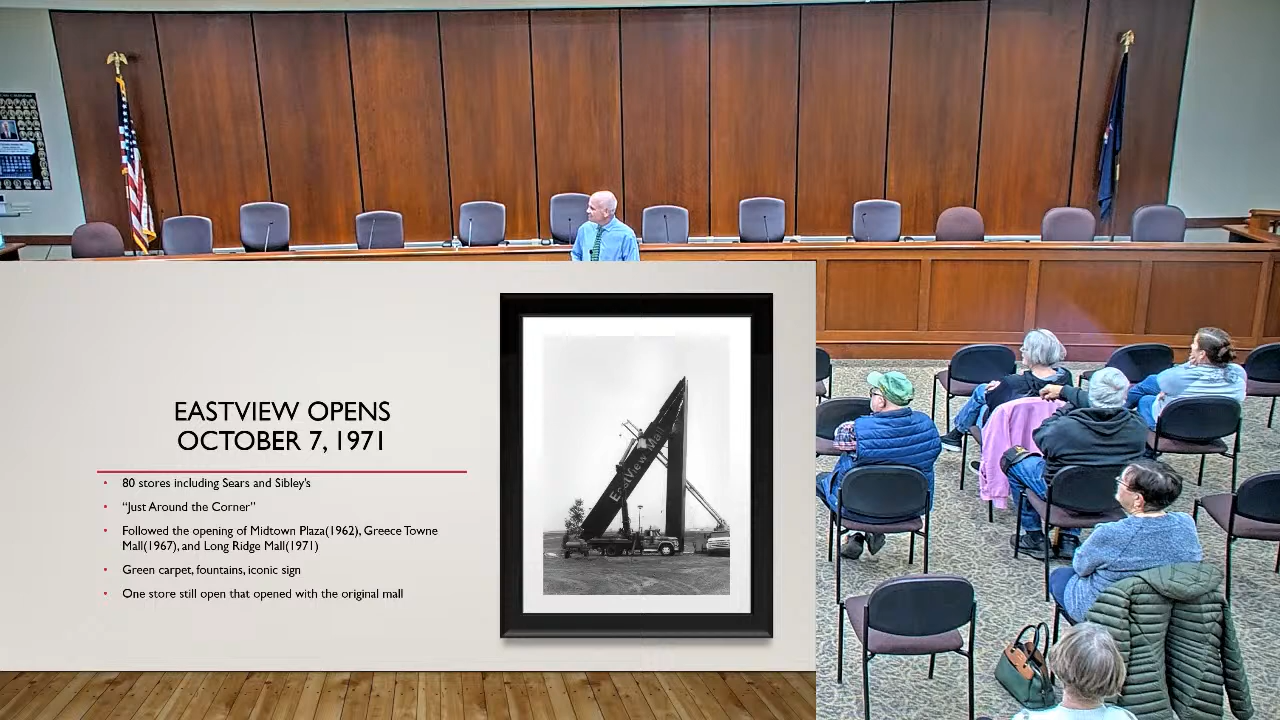 EASTVIEW OPENS
OCTOBER 7, 1971
• 80 stores including Sears and Sibley's
• "Just Around the Corner"
• Followed the opening of Midtown Plaza(1962), Greece Towne
Mall(1967), and Long Ridge Mall(1971)
• Green carpet, fountains, iconic sign
• One store still open that opened with the original mall
EastView Mall